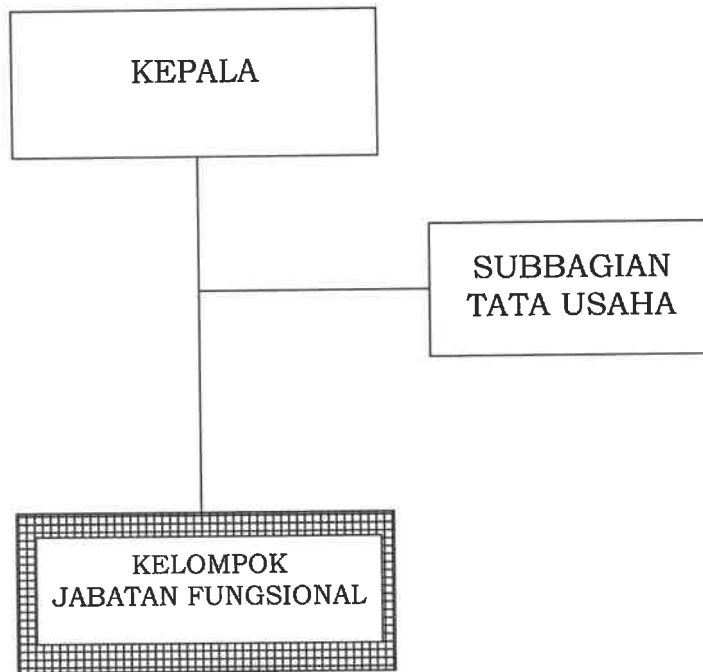 KEPALA
SUBBAGIAN
TATA USAHA
KELOMPOK
JABATAN FUNGSIONAL